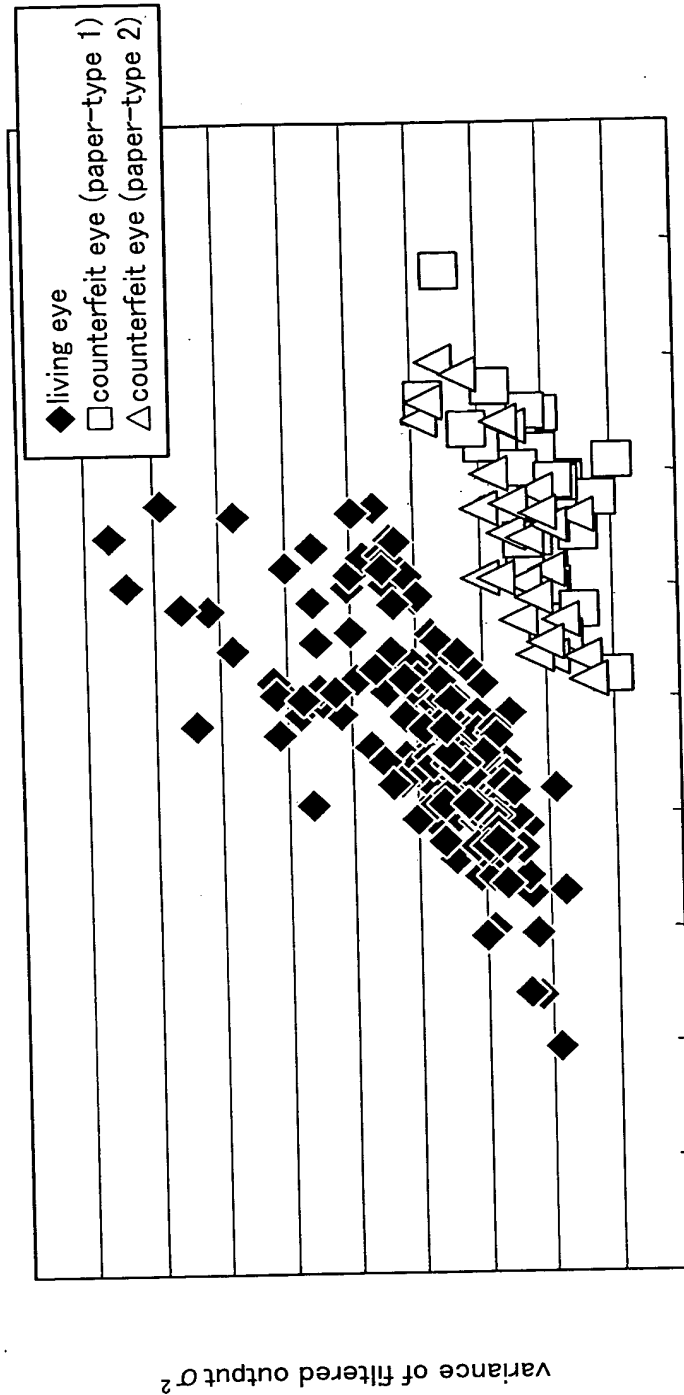 ◆living eye
□counterfeit eye (paper-type 1)
△counterfeit eye (paper-type 2)
variance of filtered output σ²